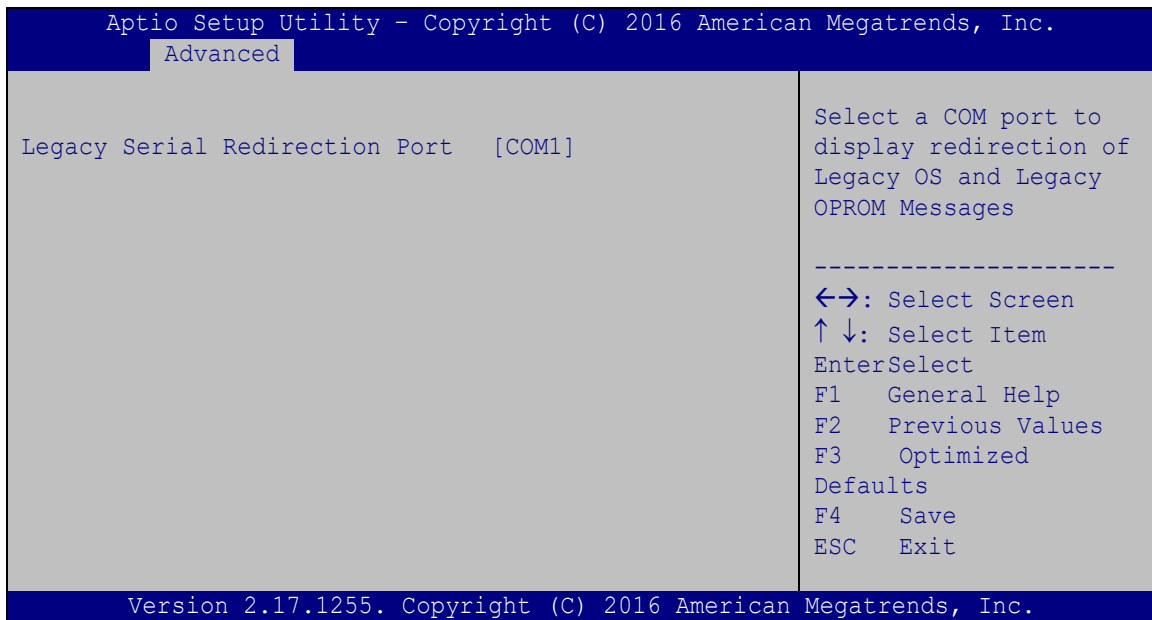 Aptio Setup Utility – Copyright (C) 2016 American Megatrends, Inc.
Advanced
Legacy Serial Redirection Port [COM1]
Select a COM port to
display redirection of
Legacy OS and Legacy
OPROM Messages
---------------------
←→: Select Screen
↑ ↓: Select Item
EnterSelect
F1 General Help
F2 Previous Values
F3 Optimized
Defaults
F4 Save
ESC Exit
Version 2.17.1255. Copyright (C) 2016 American Megatrends, Inc.